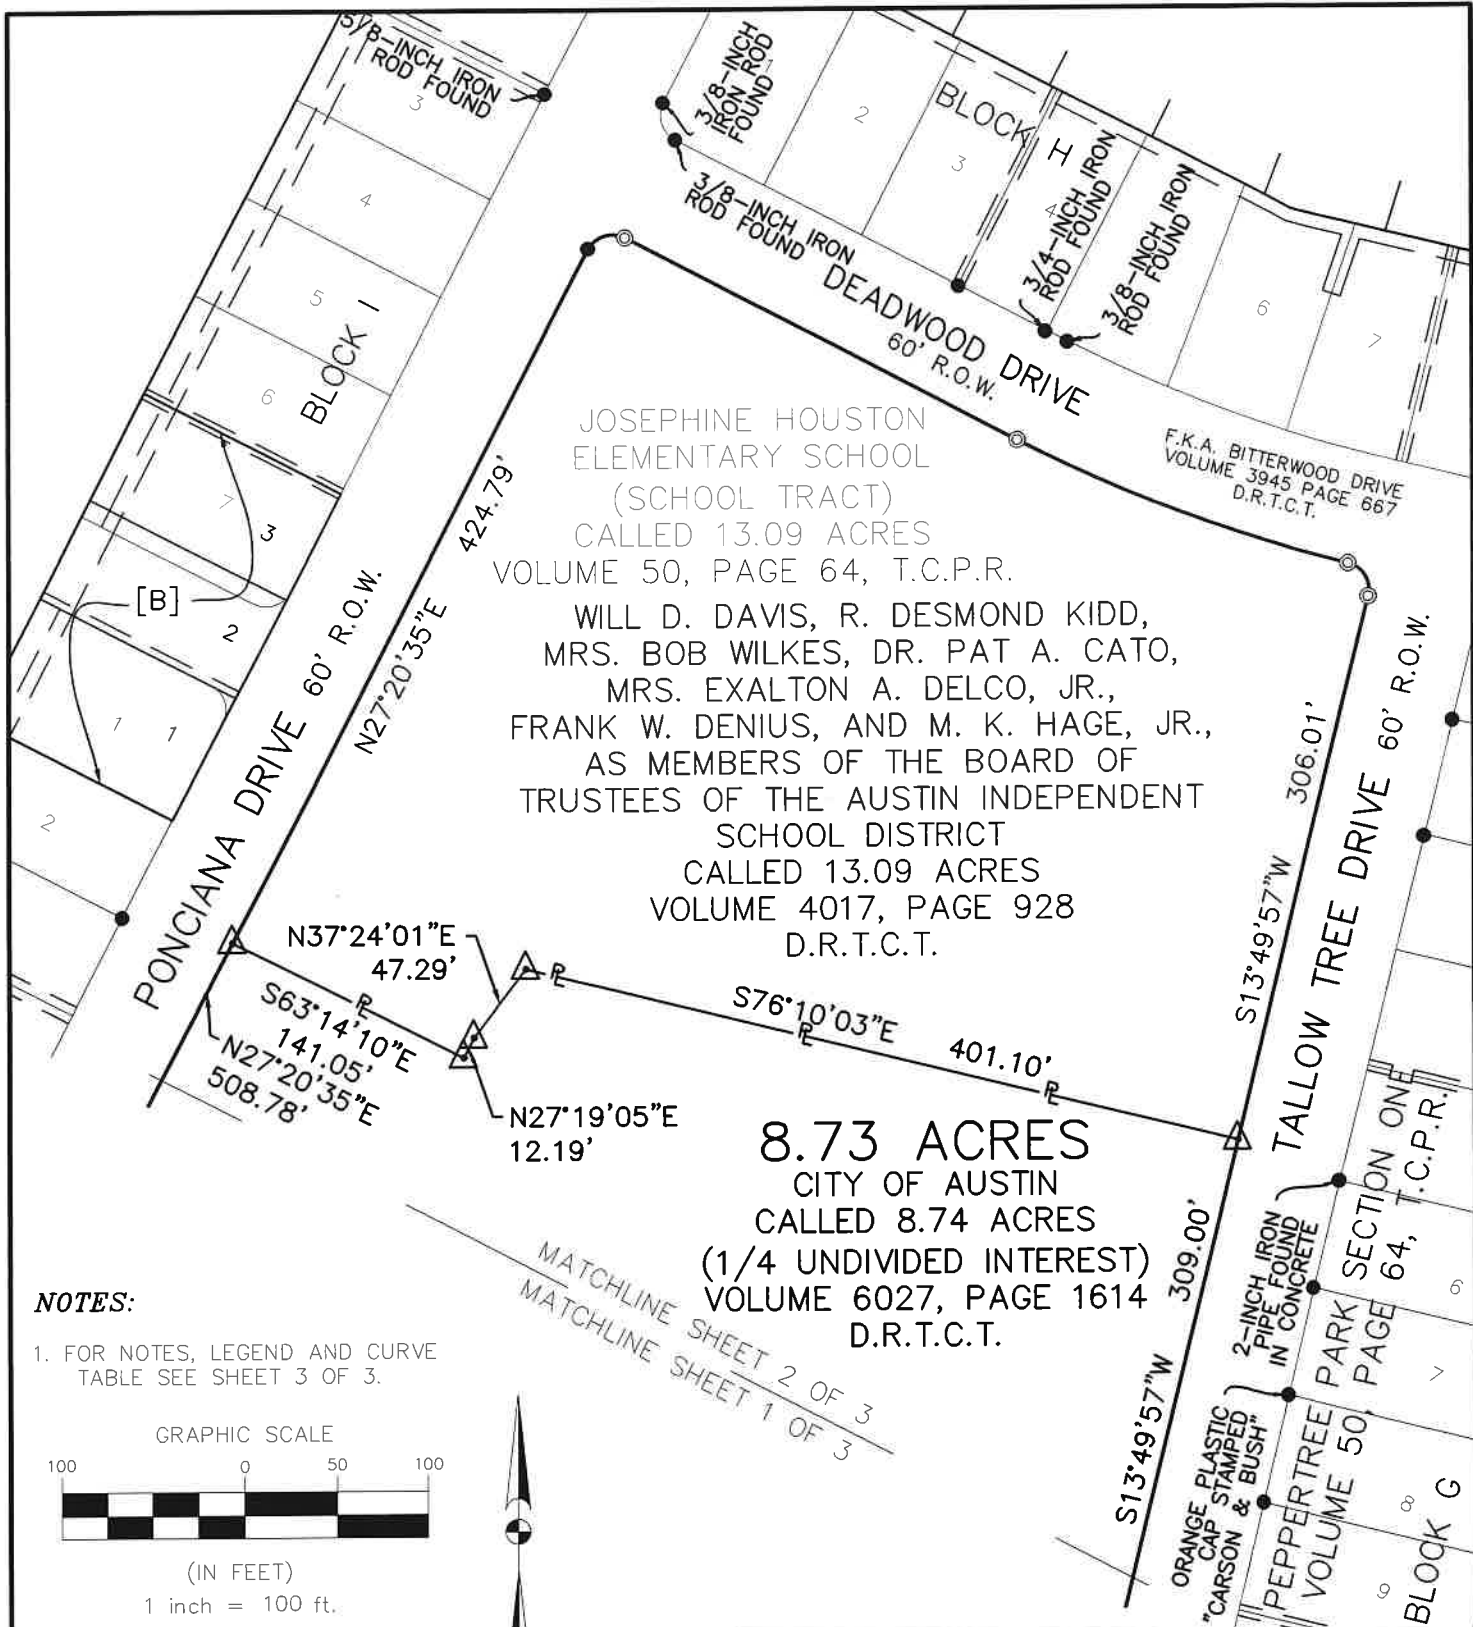 5/8-INCH IRON
ROD FOUND
3/8-INCH
IRON ROD
FOUND
1
2
3
4
6
7
BLOCK H
3/8-INCH IRON
ROD FOUND
3/4-INCH IRON
ROD FOUND
3/8-INCH IRON
ROD FOUND
DEADWOOD DRIVE
60' R.O.W.
F.K.A. BITTERWOOD DRIVE
VOLUME 3945 PAGE 667
D.R.T.C.T.
3
4
5
6
7
BLOCK I
3
[B]
2
1
1
2
PONCIANA DRIVE 60' R.O.W.
N27°20'35"E 424.79'
JOSEPHINE HOUSTON
ELEMENTARY SCHOOL
(SCHOOL TRACT)
CALLED 13.09 ACRES
VOLUME 50, PAGE 64, T.C.P.R.
WILL D. DAVIS, R. DESMOND KIDD,
MRS. BOB WILKES, DR. PAT A. CATO,
MRS. EXALTON A. DELCO, JR.,
FRANK W. DENIUS, AND M. K. HAGE, JR.,
AS MEMBERS OF THE BOARD OF
TRUSTEES OF THE AUSTIN INDEPENDENT
SCHOOL DISTRICT
CALLED 13.09 ACRES
VOLUME 4017, PAGE 928
D.R.T.C.T.
S13°49'57"W 306.01'
TALLOW TREE DRIVE 60' R.O.W.
N37°24'01"E
47.29'
PL
S63°14'10"E
141.05'
N27°20'35"E
508.78'
N27°19'05"E
12.19'
PL
S76°10'03"E
PL
401.10'
PL
8.73 ACRES
CITY OF AUSTIN
CALLED 8.74 ACRES
(1/4 UNDIVIDED INTEREST)
VOLUME 6027, PAGE 1614
D.R.T.C.T.
S13°49'57"W 309.00'
MATCHLINE SHEET 2 OF 3
MATCHLINE SHEET 1 OF 3
2-INCH IRON
PIPE FOUND
IN CONCRETE
ORANGE PLASTIC
CAP STAMPED
"CARSON & BUSH"
PEPPERTREE PARK SECTION ONE
VOLUME 50, PAGE 64, T.C.P.R.
6
7
8
9
BLOCK G
NOTES:
1. FOR NOTES, LEGEND AND CURVE
TABLE SEE SHEET 3 OF 3.
GRAPHIC SCALE
100 0 50 100
(IN FEET)
1 inch = 100 ft.